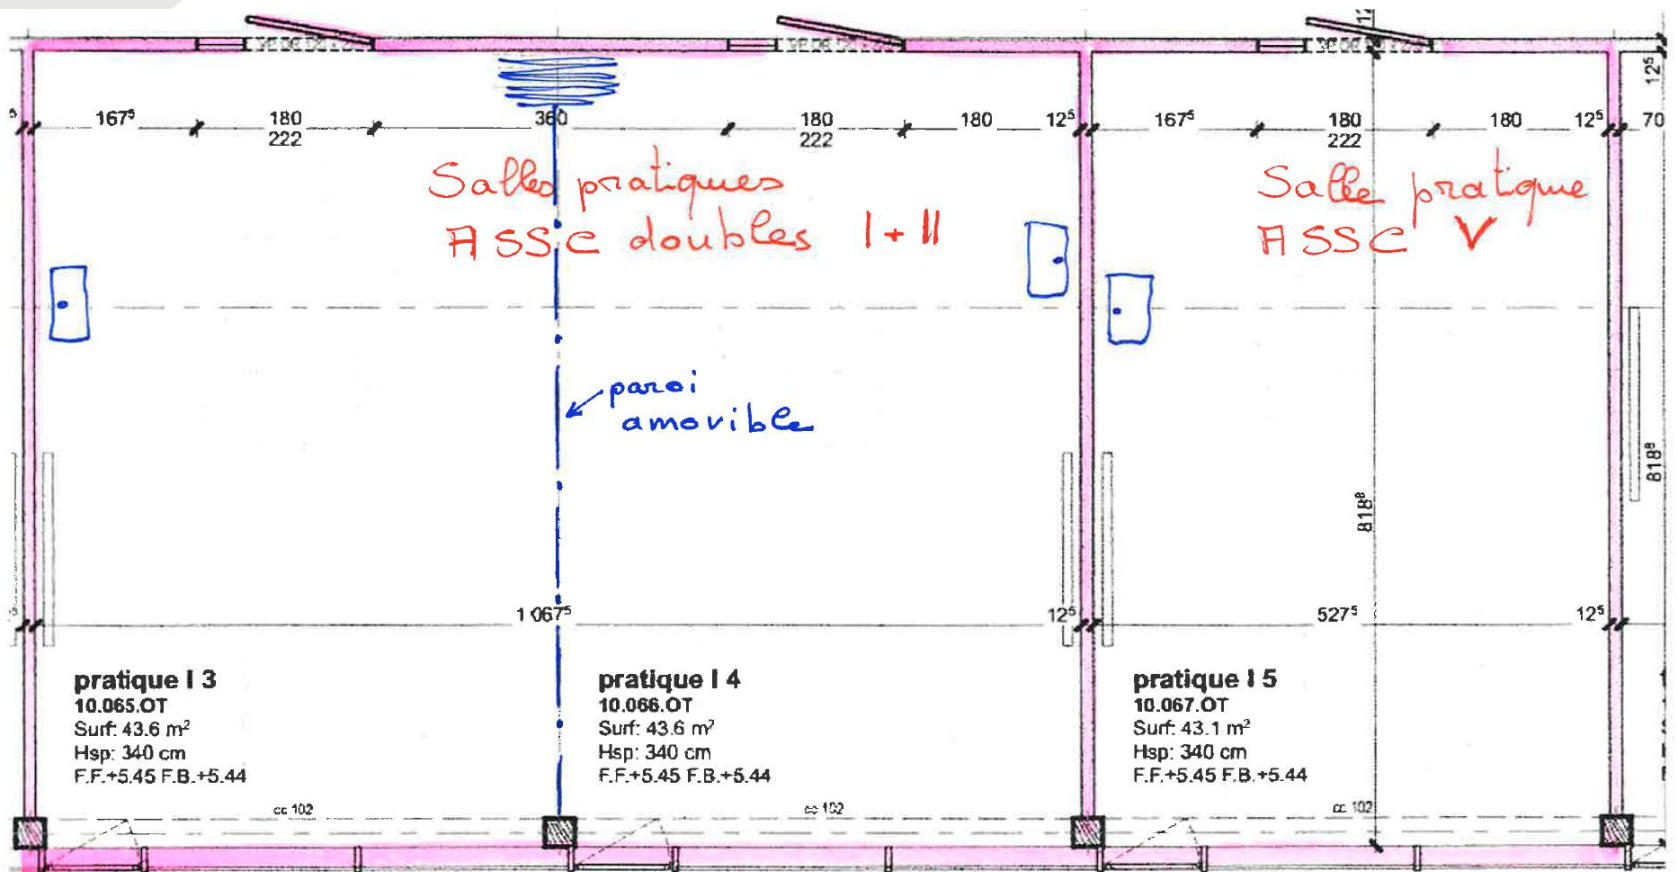 167⁵ 180 360 180 180 12⁵ 167⁵ 180 180 12⁵ 70
222 222 222
12⁵
Salles pratiques
ASSC doubles I + II
Salle pratique
ASSC V
paroi
amovible
818⁸
818⁸
1 067⁵ 12⁵ 527⁵ 12⁵
pratique I 3
10.065.OT
Surf: 43.6 m²
Hsp: 340 cm
F.F.+5.45 F.B.+5.44
pratique I 4
10.066.OT
Surf: 43.6 m²
Hsp: 340 cm
F.F.+5.45 F.B.+5.44
pratique I 5
10.067.OT
Surf: 43.1 m²
Hsp: 340 cm
F.F.+5.45 F.B.+5.44
cc 102 cc 102 cc 102